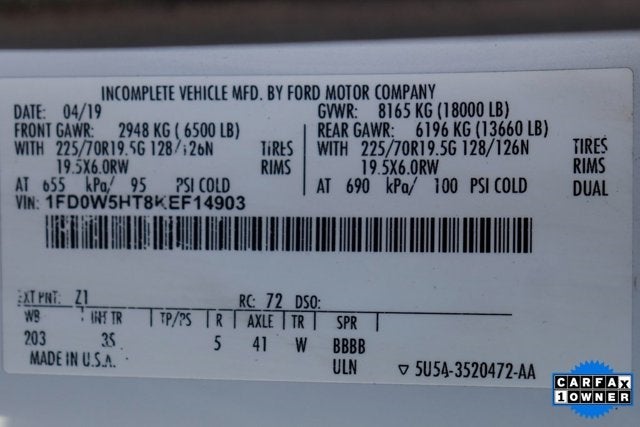 INCOMPLETE VEHICLE MFD. BY FORD MOTOR COMPANY
DATE: 04/19 GVWR: 8165 KG (18000 LB)
FRONT GAWR: 2948 KG ( 6500 LB) REAR GAWR: 6196 KG (13660 LB)
WITH 225/70R19.5G 128/126N TIRES WITH 225/70R19.5G 128/126N TIRES
19.5X6.0RW RIMS 19.5X6.0RW RIMS
AT 655 kPa/ 95 PSI COLD AT 690 kPa/ 100 PSI COLD DUAL
VIN: 1FD0W5HT8KEF14903
EXT PNT: Z1 RC: 72 DSO:
WB INT TR TP/PS R AXLE TR SPR
203 3S 5 41 W BBBB
MADE IN U.S.A. ULN ▽ 5U5A-3520472-AA
CARFAX
1 OWNER